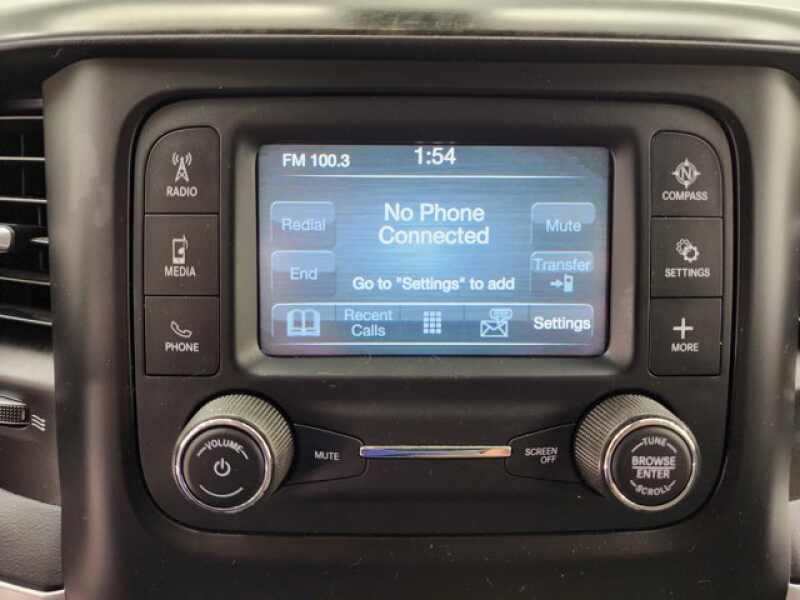 FM 100.3
1:54
RADIO
MEDIA
PHONE
Redial
End
No Phone
Connected
Go to "Settings" to add
Mute
Transfer
Recent
Calls
Settings
N
COMPASS
SETTINGS
MORE
VOLUME
MUTE
SCREEN
OFF
TUNE
BROWSE
ENTER
SCROLL